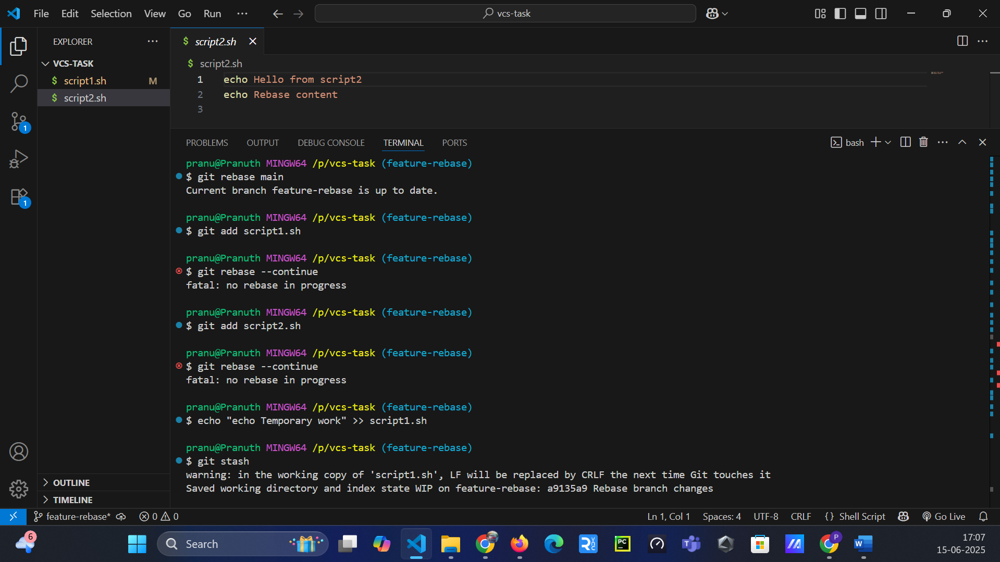 File Edit Selection View Go Run ···
vcs-task
EXPLORER
VCS-TASK
$ script1.sh M
$ script2.sh
1
1
OUTLINE
TIMELINE
$ script2.sh
$ script2.sh
1 echo Hello from script2
2 echo Rebase content
3
PROBLEMS OUTPUT DEBUG CONSOLE TERMINAL PORTS
bash
pranu@Pranuth MINGW64 /p/vcs-task (feature-rebase)
$ git rebase main
Current branch feature-rebase is up to date.
pranu@Pranuth MINGW64 /p/vcs-task (feature-rebase)
$ git add script1.sh
pranu@Pranuth MINGW64 /p/vcs-task (feature-rebase)
$ git rebase --continue
fatal: no rebase in progress
pranu@Pranuth MINGW64 /p/vcs-task (feature-rebase)
$ git add script2.sh
pranu@Pranuth MINGW64 /p/vcs-task (feature-rebase)
$ git rebase --continue
fatal: no rebase in progress
pranu@Pranuth MINGW64 /p/vcs-task (feature-rebase)
$ echo "echo Temporary work" >> script1.sh
pranu@Pranuth MINGW64 /p/vcs-task (feature-rebase)
$ git stash
warning: in the working copy of 'script1.sh', LF will be replaced by CRLF the next time Git touches it
Saved working directory and index state WIP on feature-rebase: a9135a9 Rebase branch changes
feature-rebase* 0 0 Ln 1, Col 1 Spaces: 4 UTF-8 CRLF {} Shell Script Go Live
6
Search
PC
P
W
17:07
15-06-2025